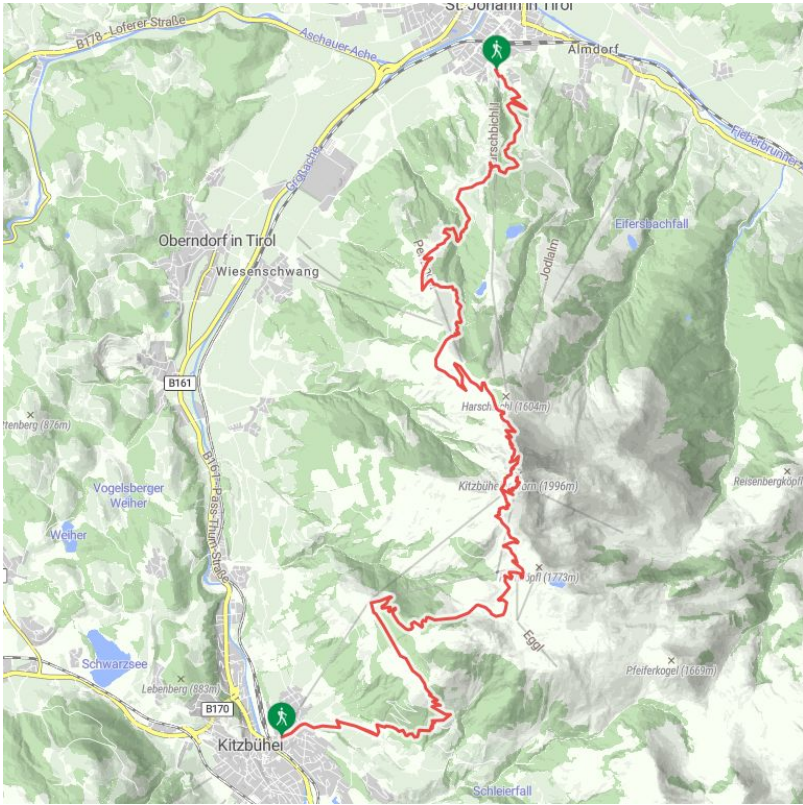 St. Johann in Tirol
B178 - Loferer Straße
Aschauer Ache
Almdorf
Fieberbrunner
Großache
Eifersbachfall
Oberndorf in Tirol
Wiesenschwang
Jodlalm
B161
Harschbichl (1604m)
(876m)
Kitzbüheler Horn (1996m)
Reisenbergköpfl
Vogelsberger
Weiher
Weiher
B161 - Pass-Thurn-Straße
(1773m)
Eggl
Schwarzsee
Pfeiferkogel (1669m)
Lebenberg (883m)
B170
Kitzbühel
Schleierfall